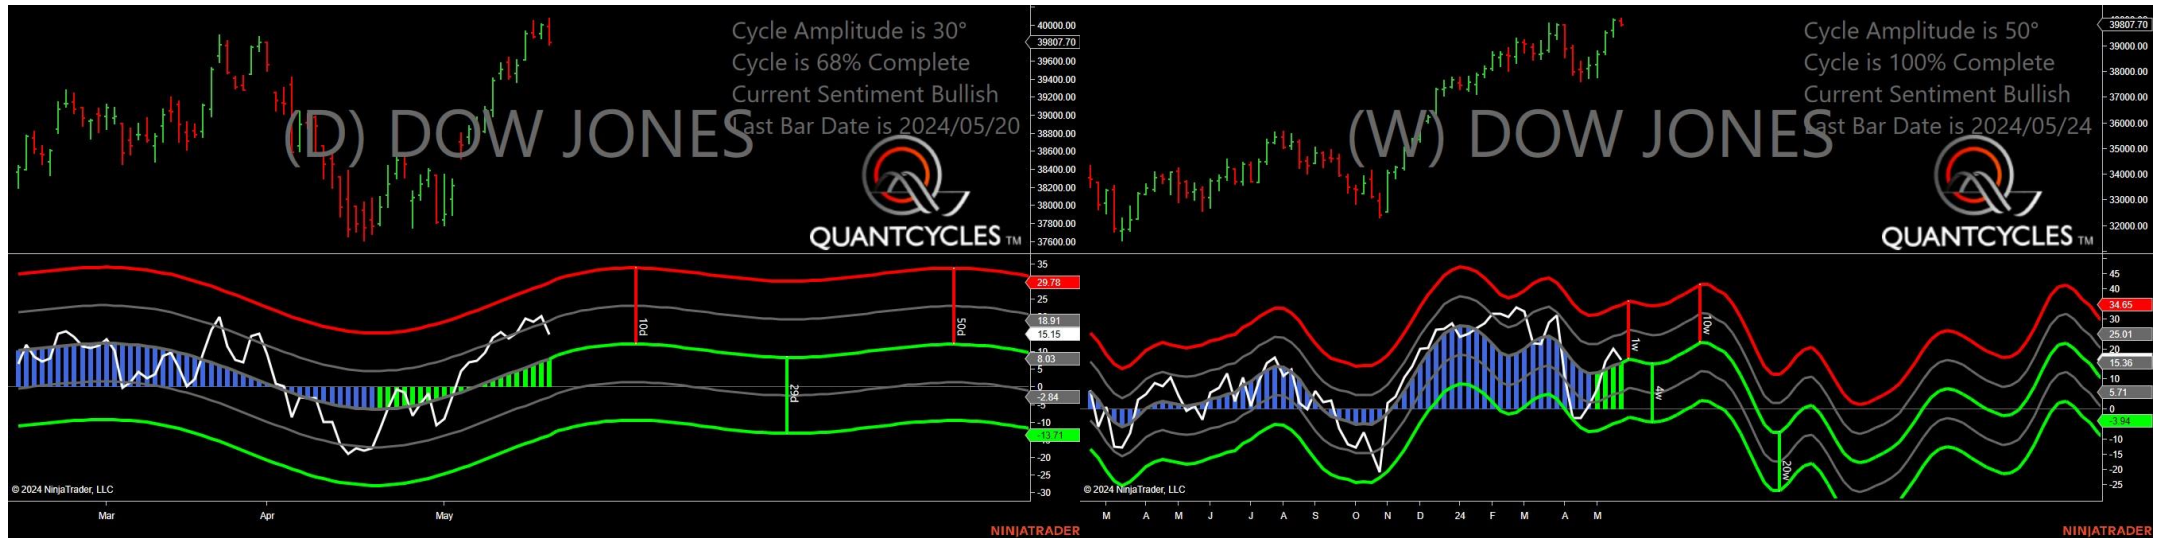 Cycle Amplitude is 30°
Cycle is 68% Complete
Current Sentiment Bullish
Last Bar Date is 2024/05/20
(D) DOW JONES
QUANTCYCLES TM
40000.00
39807.70
39600.00
39400.00
39200.00
39000.00
38800.00
38600.00
38400.00
38200.00
38000.00
37800.00
37600.00
35
29.78
25
18.91
15.15
10
8.03
5
0
-2.84
-5
-10
-13.71
-15
-20
-25
-30
10d
29d
50d
© 2024 NinjaTrader, LLC
Mar Apr May
NINJATRADER
Cycle Amplitude is 50°
Cycle is 100% Complete
Current Sentiment Bullish
Last Bar Date is 2024/05/24
(W) DOW JONES
QUANTCYCLES TM
39807.70
39000.00
38000.00
37000.00
36000.00
35000.00
34000.00
33000.00
32000.00
45
40
34.65
30
25.01
20
15.36
10
5.71
0
-3.94
-10
-15
-20
-25
1w
4w
10w
20w
© 2024 NinjaTrader, LLC
M A M J J A S O N D 24 F M A M
NINJATRADER